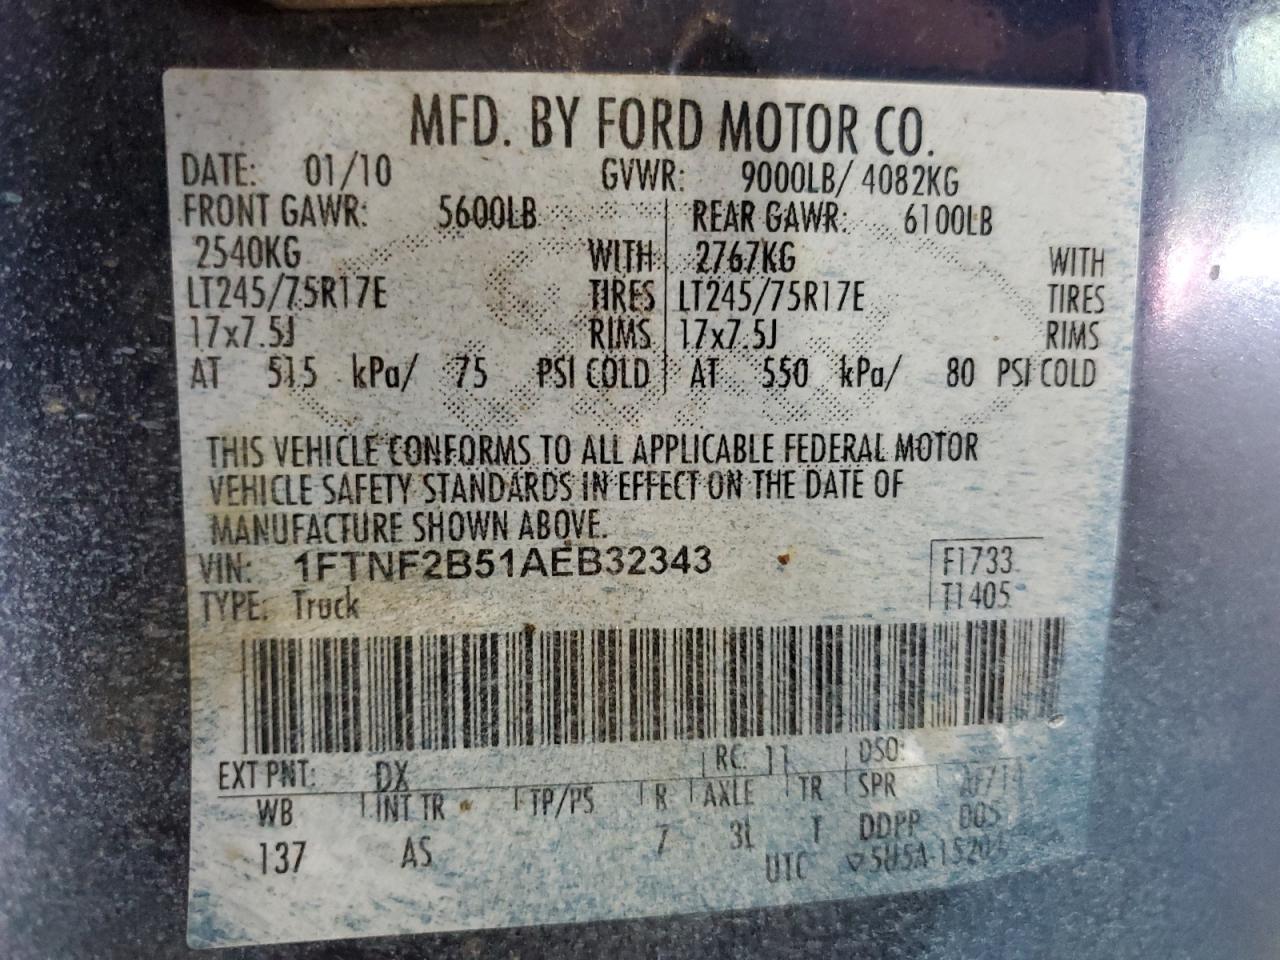 MFD. BY FORD MOTOR CO.
DATE: 01/10 GVWR: 9000LB/ 4082KG
FRONT GAWR: 5600LB REAR GAWR: 6100LB
2540KG WITH 2767KG WITH
LT245/75R17E TIRES LT245/75R17E TIRES
17x7.5J RIMS 17x7.5J RIMS
AT 515 kPa/ 75 PSI COLD AT 550 kPa/ 80 PSI COLD
THIS VEHICLE CONFORMS TO ALL APPLICABLE FEDERAL MOTOR
VEHICLE SAFETY STANDARDS IN EFFECT ON THE DATE OF
MANUFACTURE SHOWN ABOVE.
VIN: 1FTNF2B51AEB32343 F1733
TYPE: Truck T1405
EXT PNT: DX RC: 11 DSO:
WB INT TR TP/PS R AXLE TR SPR
137 AS 7 3L T DDPP 005
UTC